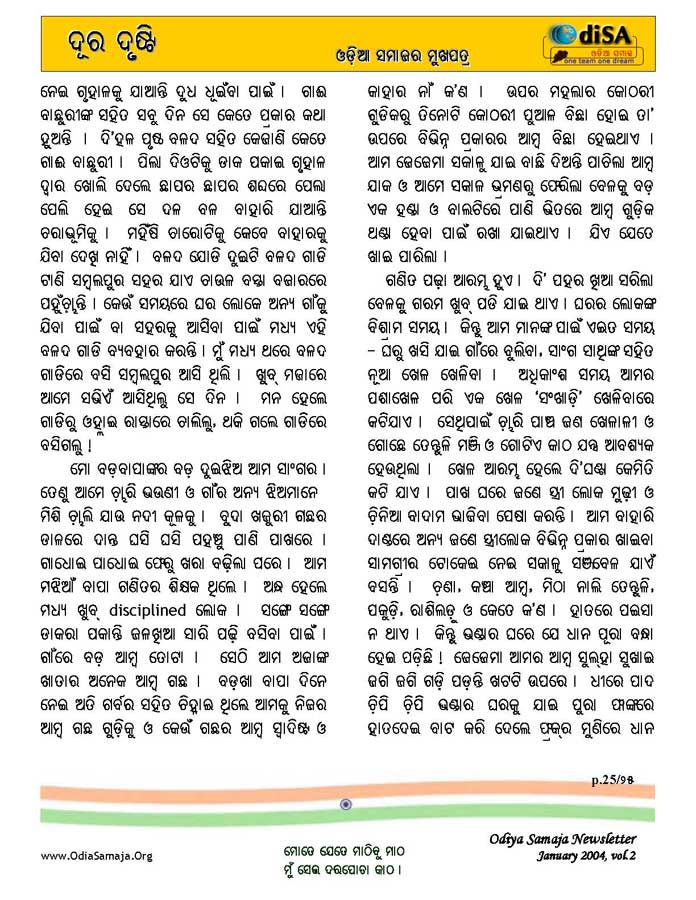 ଦୂର ଦୃଷ୍ଟି
ଓଡ଼ିଆ ସମାଜର ମୁଖପତ୍ର
OdiSA
ଓଡ଼ିଆ ସମାଜ
one team one dream
ନେଇ ଗୃହାଳକୁ ଯାଆନ୍ତି ଦୁଧ ଧୂଇଁବା ପାଇଁ । ଗାଈ
ବାଛୁରୀଙ୍କ ସହିତ ସବୁ ଦିନ ସେ କେତେ ପ୍ରକାର କଥା
ହୁଅନ୍ତି । ଦି'ହଳ ପୃଷ୍ଟ ବଳଦ ସହିତ କେଜାଣି କେତେ
ଗାଈ ବାଛୁରୀ । ପିଲା ଦିଓଟିକୁ ଡାକ ପକାଇ ଗୃହାଳ
ଦ୍ୱାର ଖୋଲି ଦେଲେ ଛାପର ଛାପର ଶବ୍ଦରେ ପେଲା
ପେଲି ହେଇ ସେ ଦଳ ବଳ ବାହାରି ଯାଆନ୍ତି
ଚରାଭୂମିକୁ । ମହିଁଷି ଚାରୋଟିକୁ କେବେ ବାହାରକୁ
ଯିବା ଦେଖି ନାହିଁ । ବଳଦ ଯୋଡି ଦୁଇଟି ବଳଦ ଗାଡି
ଟାଣି ସମ୍ବଲପୁର ସହର ଯାଏ ଚାଉଳ ବସ୍ତା ବଜାରରେ
ପହୁଁଚାନ୍ତି । କେଉଁ ସମୟରେ ଘର ଲୋକେ ଅନ୍ୟ ଗାଁକୁ
ଯିବା ପାଇଁ ବା ସହରକୁ ଆସିବା ପାଇଁ ମଧ୍ୟ ଏହି
ବଳଦ ଗାଡି ବ୍ୟବହାର କରନ୍ତି । ମୁଁ ମଧ୍ୟ ଥରେ ବଳଦ
ଗାଡିରେ ବସି ସମ୍ବଲପୁର ଆସି ଥିଲି । ଖୁବ୍ ମଜାରେ
ଆମେ ସଭିଏଁ ଆସିଥିଲୁ ସେ ଦିନ । ମନ ହେଲେ
ଗାଡିରୁ ଓହ୍ଲାଇ ରାସ୍ତାରେ ଚାଲିଲୁ, ଥକି ଗଲେ ଗାଡିରେ
ବସିଗଲୁ !
ମୋ ବଡ଼ବାପାଙ୍କର ବଡ଼ ଦୁଇଝିଅ ଆମ ସାଂଗର ।
ତେଣୁ ଆମେ ଚାରି ଭଉଣୀ ଓ ଗାଁର ଅନ୍ୟ ଝିଅମାନେ
ମିଶି ଚାଲି ଯାଉ ନଦୀ କୂଳକୁ । ବୁଦା ଖଜୁରୀ ଗଛର
ଡାଳରେ ଦାନ୍ତ ଘସି ଘସି ପହଞ୍ଚୁ ପାଣି ପାଖରେ ।
ଗାଧୋଇ ପାଧୋଇ ଫେରୁ ଖରା ବଢ଼ିଲା ପରେ । ଆମ
ମଝିଆଁ ବାପା ଗଣିତର ଶିକ୍ଷକ ଥିଲେ । ଅନ୍ଧ ହେଲେ
ମଧ୍ୟ ଖୁବ୍ disciplined ଲୋକ । ସଙ୍ଗେ ସଙ୍ଗେ
ଡାକରା ପକାନ୍ତି ଜଳଖିଆ ସାରି ପଢ଼ି ବସିବା ପାଇଁ ।
ଗାଁରେ ବଡ଼ ଆମ୍ବ ତୋଟା । ସେଠି ଆମ ଅଜାଙ୍କ
ଖାତାର ଅନେକ ଆମ୍ବ ଗଛ । ବଡ଼ଖା ବାପା ଦିନେ
ନେଇ ଅତି ଗର୍ବର ସହିତ ଚିହ୍ନାଇ ଥିଲେ ଆମକୁ ନିଜର
ଆମ୍ବ ଗଛ ଗୁଡ଼ିକୁ ଓ କେଉଁ ଗଛର ଆମ୍ବ ସ୍ୱାଦିଷ୍ଟ ଓ
କାହାର ନାଁ କ'ଣ । ଉପର ମହଲାର କୋଠରୀ
ଗୁଡିକରୁ ତିନୋଟି କୋଠରୀ ପୁଆଳ ବିଛା ହୋଇ ତା'
ଉପରେ ବିଭିନ୍ନ ପ୍ରକାରର ଆମ୍ବ ବିଛା ହେଇଥାଏ ।
ଆମ ଜେଜେମା ସକାଳୁ ଯାଇ ବାଛି ଦିଅନ୍ତି ପାଚିଲା ଆମ୍ବ
ଯାକ ଓ ଆମେ ସକାଳ ଭ୍ରମଣରୁ ଫେରିଲା ବେଳକୁ ବଡ଼
ଏକ ହଣ୍ଡା ଓ ବାଲଟିରେ ପାଣି ଭିତରେ ଆମ୍ବ ଗୁଡ଼ିକ
ଥଣ୍ଡା ହେବା ପାଇଁ ରଖା ଯାଇଥାଏ । ଯିଏ ଯେତେ
ଖାଇ ପାରିଲା ।
ଗଣିତ ପଢ଼ା ଆରମ୍ଭ ହୁଏ । ଦି' ପହର ଖିଆ ସରିଲା
ବେଳକୁ ଗରମ ଖୁବ୍ ପଡି ଯାଇ ଥାଏ । ଘରର ଲୋକଙ୍କ
ବିଶ୍ରାମ ସମୟ । କିନ୍ତୁ ଆମ ମାନଙ୍କ ପାଇଁ ଏଇତ ସମୟ
– ଘରୁ ଖସି ଯାଇ ଗାଁରେ ବୁଲିବା, ସାଂଗ ସାଥିଙ୍କ ସହିତ
ନୂଆ ଖେଳ ଖେଳିବା । ଅଧିକାଂଶ ସମୟ ଆମର
ପଶାଖେଳ ପରି ଏକ ଖେଳ 'ସଂଖାଡ଼ି' ଖେଳିବାରେ
କଟିଯାଏ । ସେଥିପାଇଁ ଚାରି ପାଞ୍ଚ ଜଣ ଖେଳାଳୀ ଓ
ଗୋଛେ ତେନ୍ତୁଳି ମଞ୍ଜି ଓ ଗୋଟିଏ କାଠ ଯନ୍ତ୍ର ଆବଶ୍ୟକ
ହେଉଥିଲା । ଖେଳ ଆରମ୍ଭ ହେଲେ ଦି'ଘଣ୍ଟା କେମିତି
କଟି ଯାଏ । ପାଖ ଘରେ ଜଣେ ସ୍ତ୍ରୀ ଲୋକ ମୁଢ଼ୀ ଓ
ଚିନିଆ ବାଦାମ ଭାଜିବା ପେଷା କରନ୍ତି । ଆମ ବାହାରି
ଦାଣ୍ଡରେ ଅନ୍ୟ ଜଣେ ସ୍ତ୍ରୀଲୋକ ବିଭିନ୍ନ ପ୍ରକାର ଖାଇବା
ସାମଗୀର ଟୋକେଇ ନେଇ ସକାଳୁ ସଞ୍ଜବେଳ ଯାଏଁ
ବସନ୍ତି । ଚଣା, କଞ୍ଚା ଆମ୍ବ, ମିଠା ନାଲି ତେନ୍ତୁଳି,
ପକୁଡ଼ି, ରାଶିଲଡୁ ଓ କେତେ କ'ଣ । ହାତରେ ପଇସା
ନ ଥାଏ । କିନ୍ତୁ ଭଣ୍ଡାର ଘରେ ଯେ ଧାନ ପୂରା ବନ୍ଧା
ହେଇ ପଡ଼ିଛି ! ଜେଜେମା ଆମର ଆମ୍ବ ସୁଲ୍‌ହା ସୁଖାଇ
ଜଗି ଜଗି ଗଡ଼ି ପଡ଼ନ୍ତି ଖଟଟି ଉପରେ । ଧୀରେ ପାଦ
ଚିପି ଚିପି ଭଣ୍ଡାର ଘରକୁ ଯାଇ ପୁରା ଫାଙ୍କରେ
ହାତଦେଇ ବାଟ କରି ଦେଲେ ଫ୍ରକ୍‌ର ମୁଣିରେ ଧାନ
p.25/
www.OdiaSamaja.Org
ମୋତେ ଯେତେ ମାଠିବୁ ମାଠ
ମୁଁ ସେଇ ଦରପୋଡା କାଠ ।
Odiya Samaja Newsletter
January 2004, vol.2